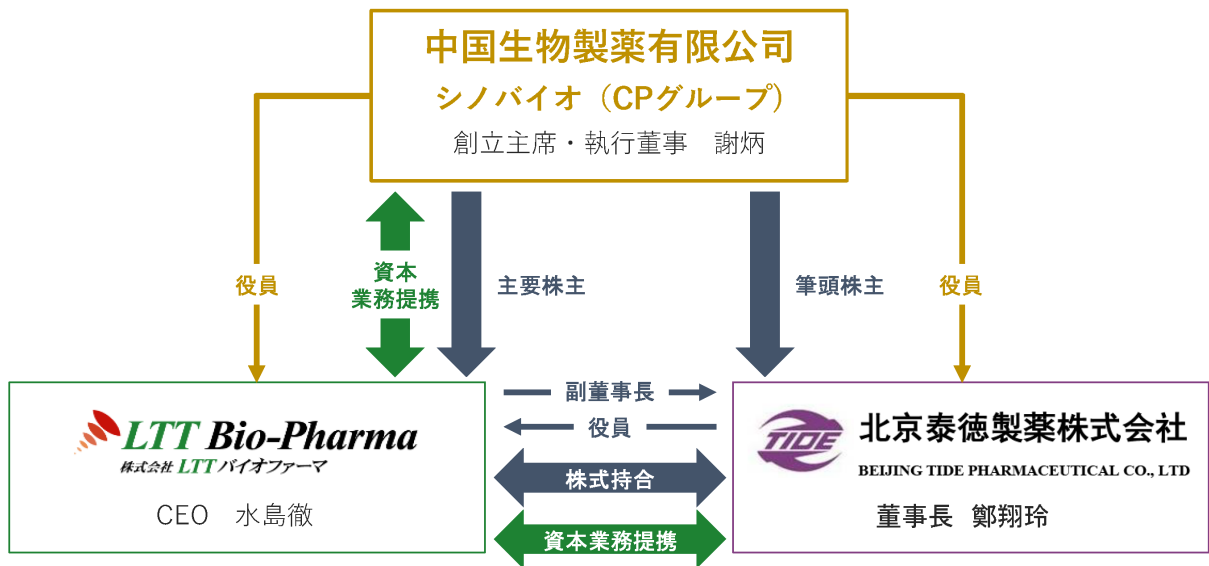 中国生物製薬有限公司
シノバイオ（CPグループ）
創立主席・執行董事　謝炳
役員
資本
業務提携
主要株主
筆頭株主
役員
副董事長
役員
株式持合
資本業務提携
LTT Bio-Pharma
株式会社 LTT バイオファーマ
CEO　水島徹
TIDE
北京泰徳製薬株式会社
BEIJING TIDE PHARMACEUTICAL CO., LTD
董事長 鄭翔玲